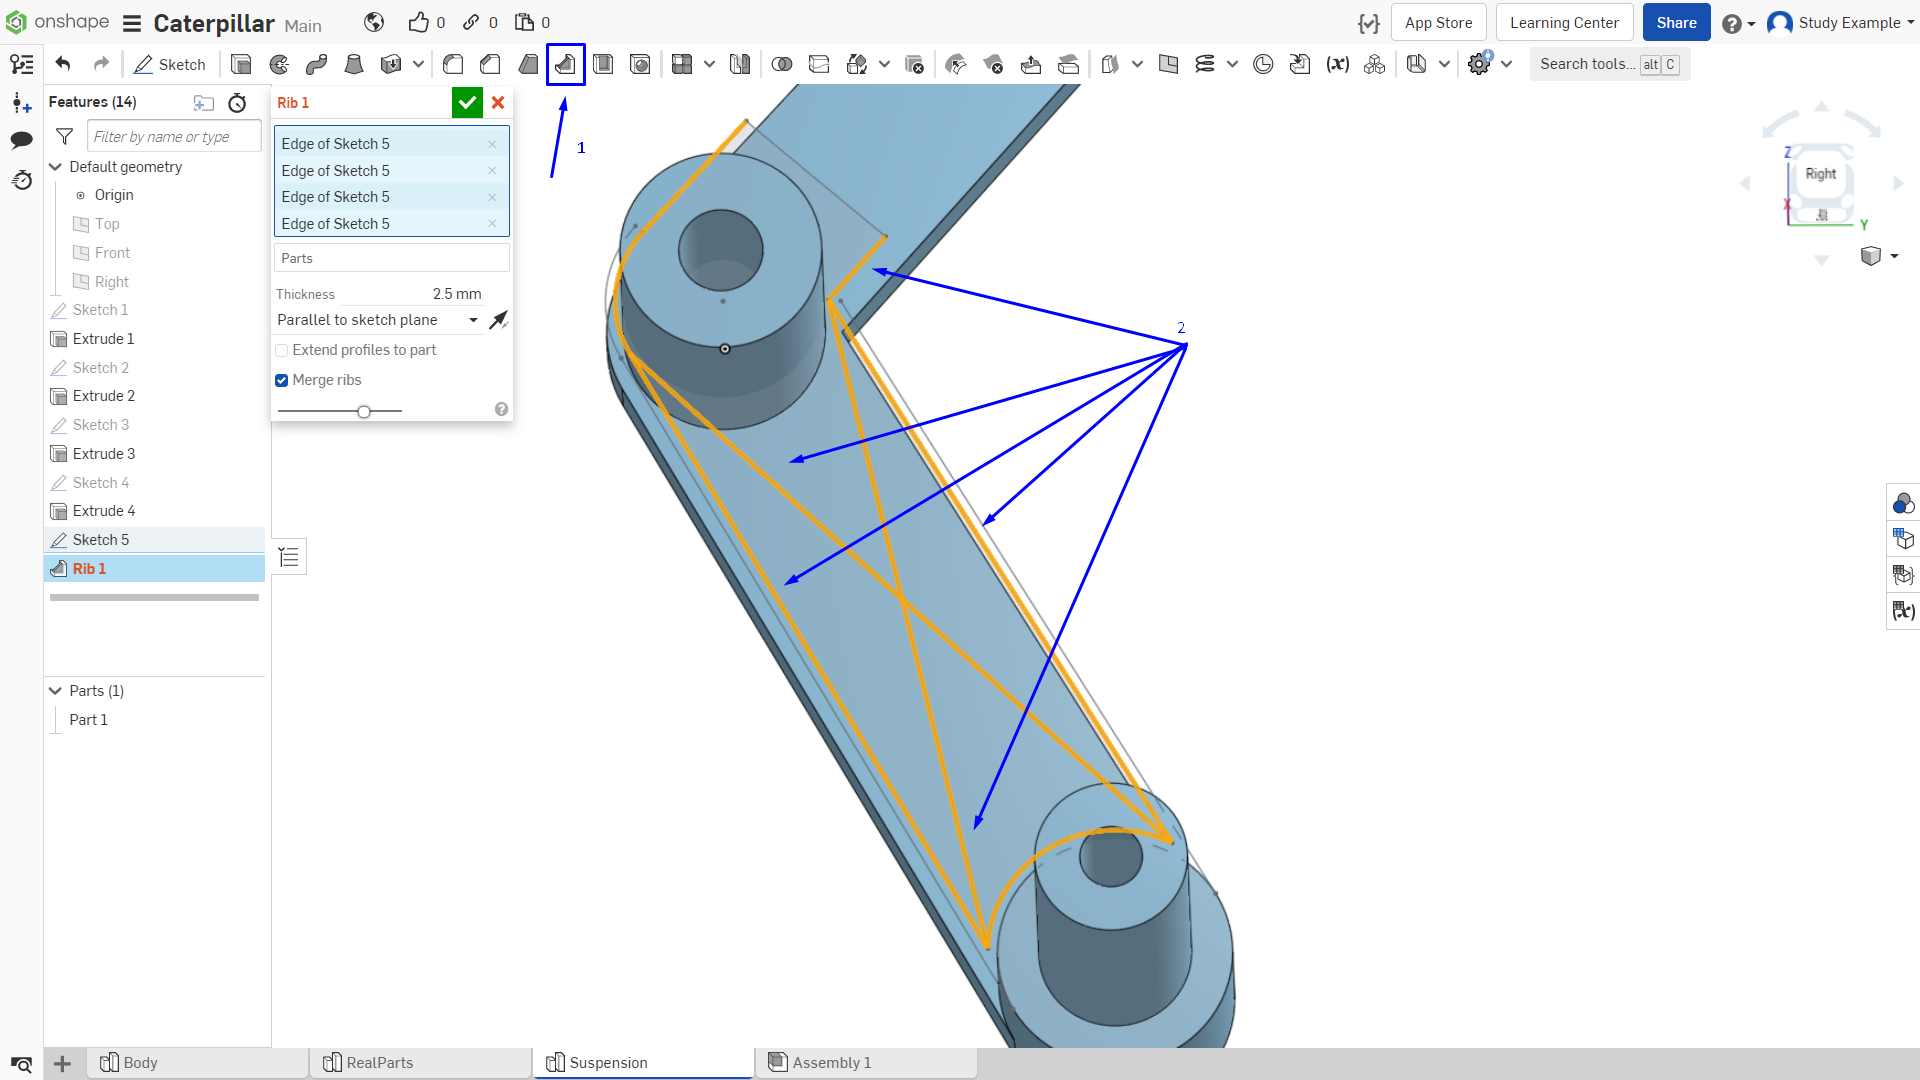 onshape Caterpillar Main 0 0 0 App Store Learning Center Share Study Example
Sketch Search tools... alt C
Features (14)
Filter by name or type
Default geometry
Origin
Top
Front
Right
Sketch 1
Extrude 1
Sketch 2
Extrude 2
Sketch 3
Extrude 3
Sketch 4
Extrude 4
Sketch 5
Rib 1
Parts (1)
Part 1
Rib 1
Edge of Sketch 5
Edge of Sketch 5
Edge of Sketch 5
Edge of Sketch 5
Parts
Thickness 2.5 mm
Parallel to sketch plane
Extend profiles to part
Merge ribs
1
2
Z
Right
X
Y
Body RealParts Suspension Assembly 1